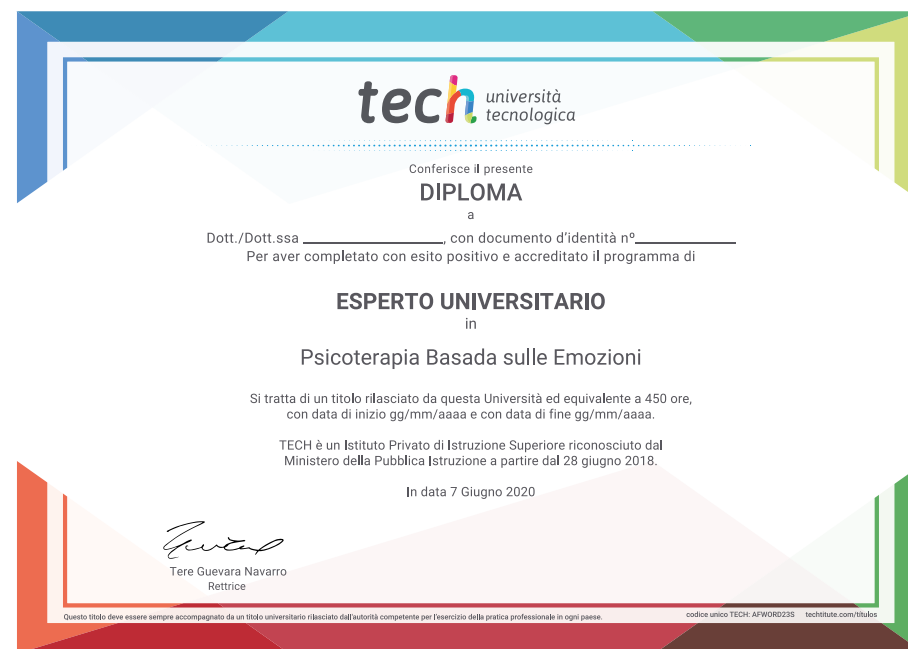 tech università
tecnologica
Conferisce il presente
DIPLOMA
a
Dott./Dott.ssa ____________________, con documento d'identità nº______________
Per aver completato con esito positivo e accreditato il programma di
ESPERTO UNIVERSITARIO
in
Psicoterapia Basada sulle Emozioni
Si tratta di un titolo rilasciato da questa Università ed equivalente a 450 ore,
con data di inizio gg/mm/aaaa e con data di fine gg/mm/aaaa.
TECH è un Istituto Privato di Istruzione Superiore riconosciuto dal
Ministero della Pubblica Istruzione a partire dal 28 giugno 2018.
In data 7 Giugno 2020
Tere Guevara Navarro
Rettrice
Questo titolo deve essere sempre accompagnato da un titolo universitario rilasciato dall'autorità competente per l'esercizio della pratica professionale in ogni paese.
codice unico TECH: AFWORD23S techtitute.com/titulos